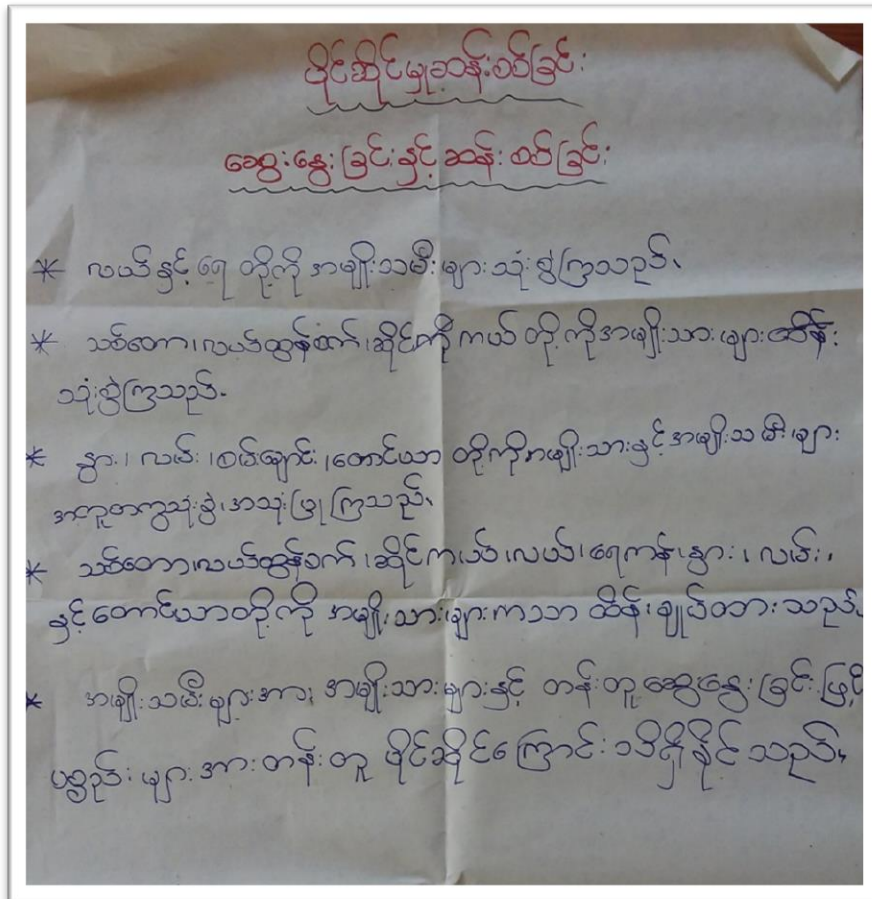 ပိုင်ဆိုင်မှုဆန်းစစ်ခြင်း
ဆွေးနွေးခြင်းနှင့် ဆန်းစစ်ခြင်း
* လယ်နှင့်ရေ တို့ကို အမျိုးသမီးများသုံးစွဲကြသည်။
* သစ်တော၊လယ်ထွန်စက်၊ဆိုင်ကိုကယ် တို့ကိုအမျိုးသားများ
သုံးစွဲကြသည်။
* နွား၊ လမ်း၊စမ်းချောင်း၊တောင်ယာ တို့ကိုအမျိုးသားနှင့်အမျိုးသမီးများ
အတူတကွသုံးစွဲ၊အသုံးပြုကြသည်။
* သစ်တော၊လယ်ထွန်စက်၊ဆိုင်ကယ်၊လယ်၊ရေကန်၊နွား၊ လမ်း၊
နှင့်တောင်ယာတို့ကို အမျိုးသားများကသာ ထိန်းချုပ်ထားသည်။
* အမျိုးသမီးများအား အမျိုးသားများနှင့် တန်းတူဆွေးနွေးခြင်းဖြင့်
ပစ္စည်းများအားတန်းတူ ပိုင်ဆိုင်ကြောင်းသိရှိနိုင်သည်။